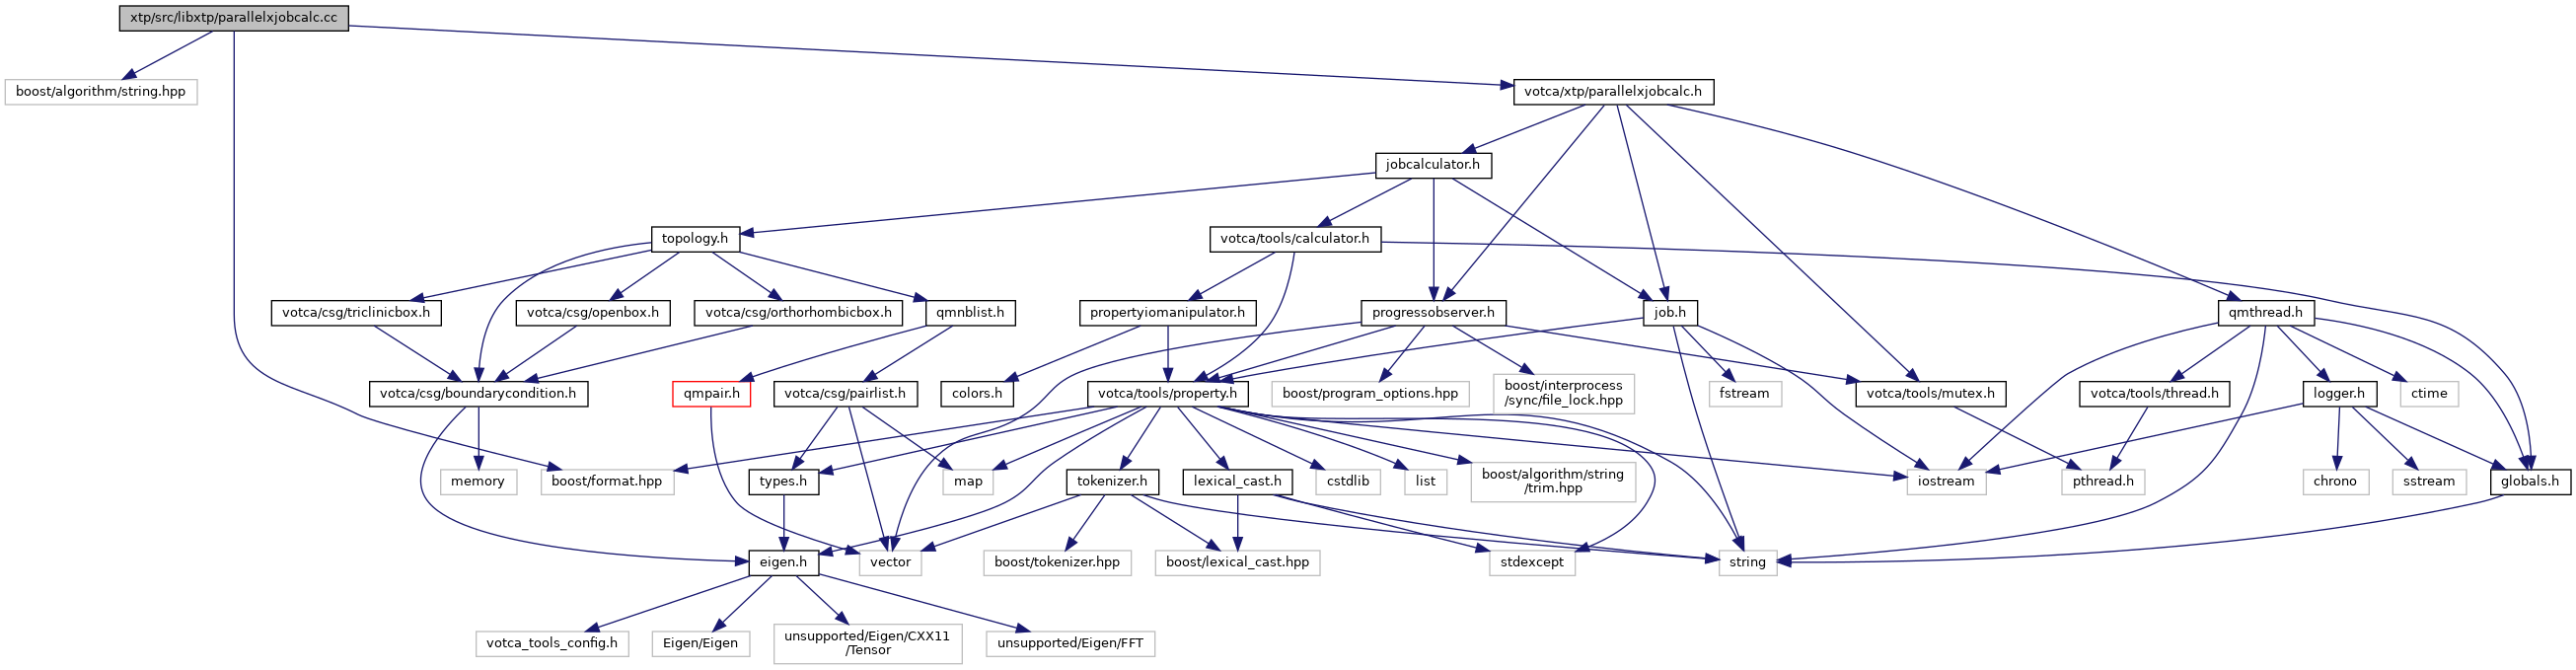 xtp/src/libxtp/parallelxjobcalc.cc
boost/algorithm/string.hpp
votca/xtp/parallelxjobcalc.h
jobcalculator.h
topology.h
votca/tools/calculator.h
votca/csg/triclinicbox.h
votca/csg/openbox.h
votca/csg/orthorhombicbox.h
qmnblist.h
propertyiomanipulator.h
progressobserver.h
job.h
qmthread.h
votca/csg/boundarycondition.h
qmpair.h
votca/csg/pairlist.h
colors.h
votca/tools/property.h
boost/program_options.hpp
boost/interprocess
/sync/file_lock.hpp
fstream
votca/tools/mutex.h
votca/tools/thread.h
logger.h
ctime
memory
boost/format.hpp
types.h
map
tokenizer.h
lexical_cast.h
cstdlib
list
boost/algorithm/string
/trim.hpp
iostream
pthread.h
chrono
sstream
globals.h
eigen.h
vector
boost/tokenizer.hpp
boost/lexical_cast.hpp
stdexcept
string
votca_tools_config.h
Eigen/Eigen
unsupported/Eigen/CXX11
/Tensor
unsupported/Eigen/FFT